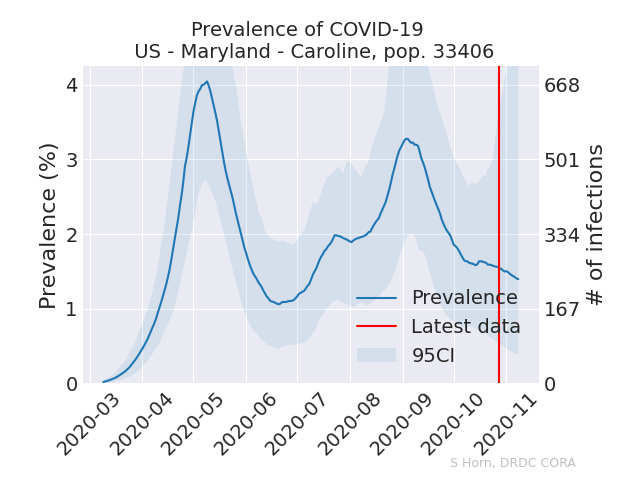 Prevalence of COVID-19
US - Maryland - Caroline, pop. 33406
Prevalence (%)
4
3
2
1
0
668
501
334
167
0
# of infections
Prevalence
Latest data
95CI
2020-03
2020-04
2020-05
2020-06
2020-07
2020-08
2020-09
2020-10
2020-11
S Horn, DRDC CORA